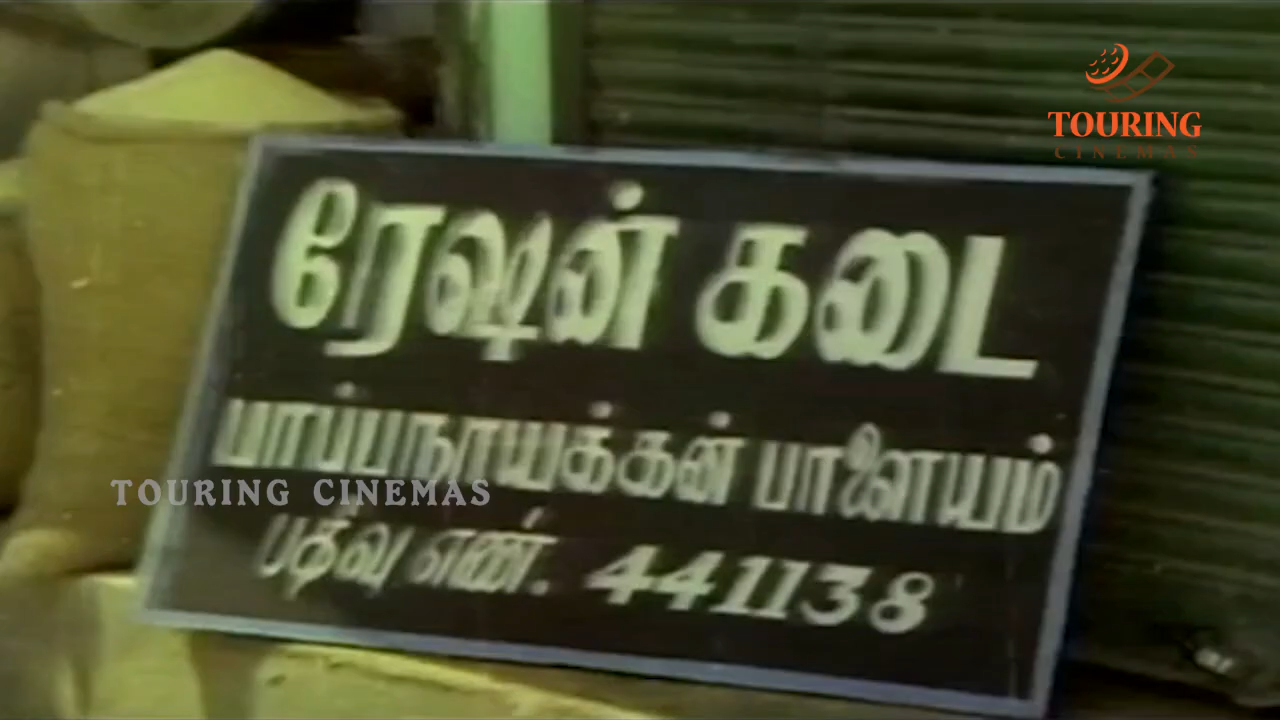 TOURING
CINEMAS
ரேஷன் கடை
பாப்பநாயக்கன் பாளையம்
TOURING CINEMAS
பதிவு எண். 441138